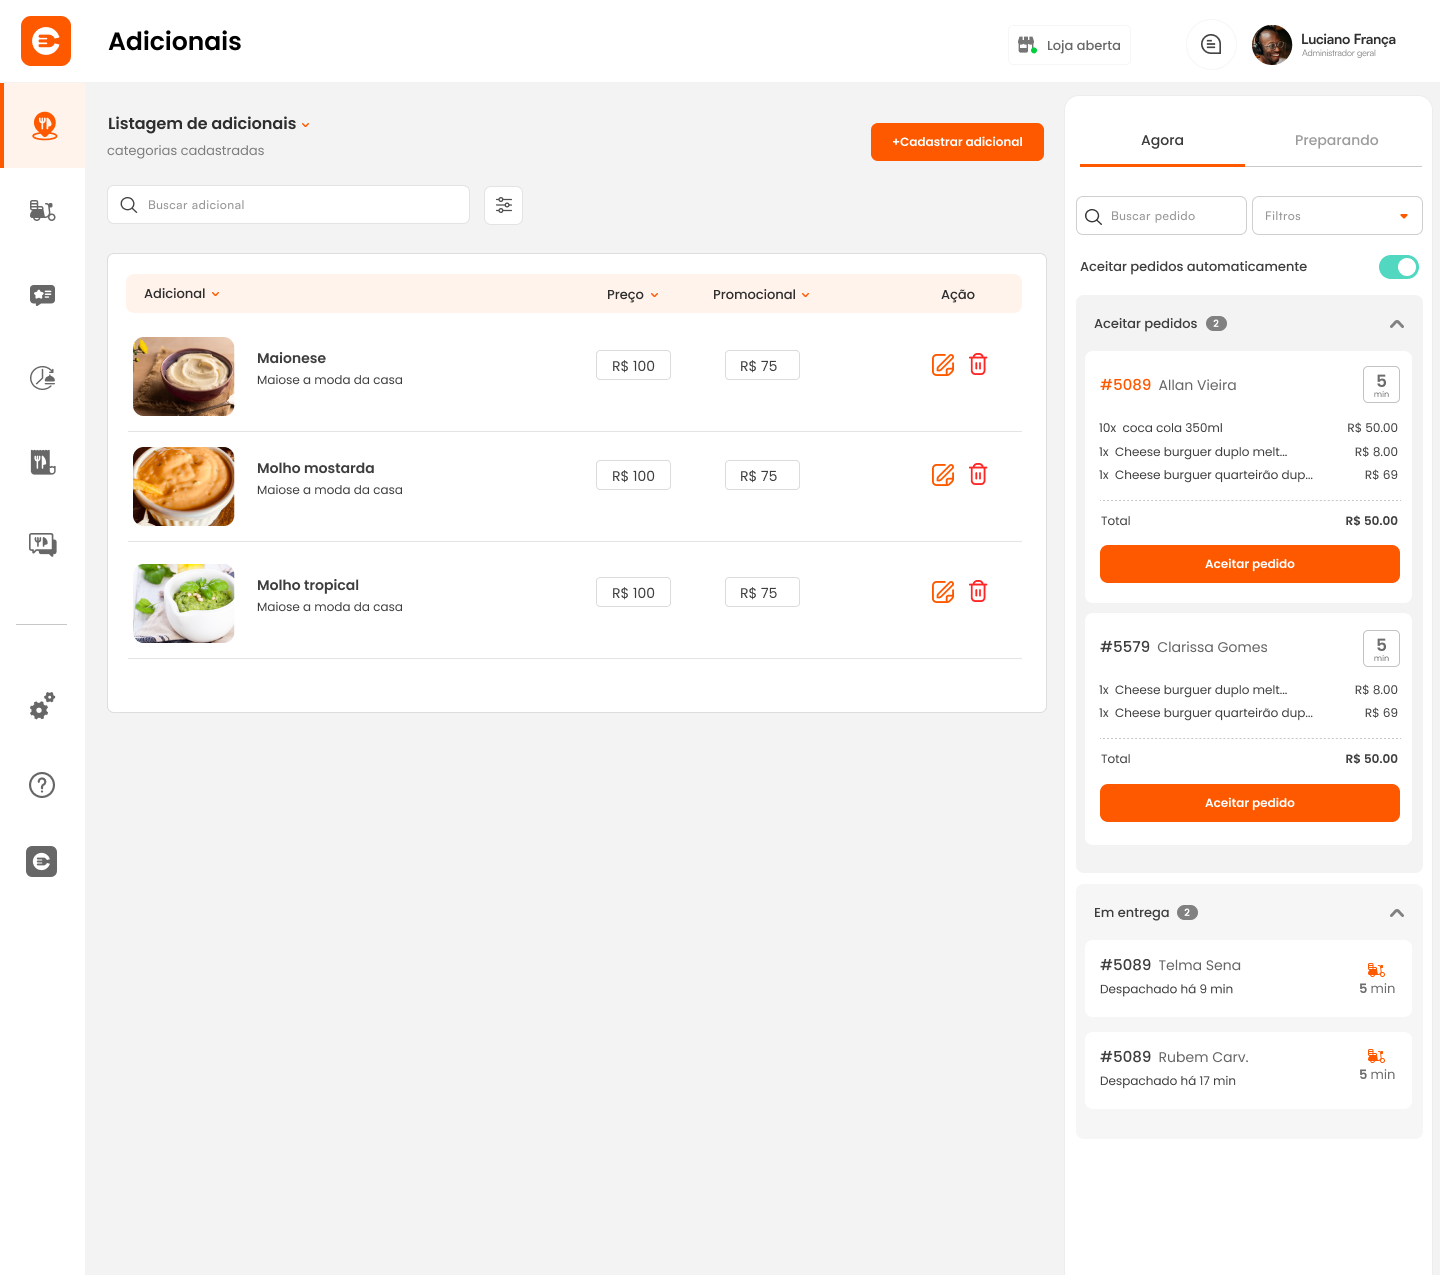 Adicionais
Loja aberta
Luciano França
Administrador geral
Listagem de adicionais
categorias cadastradas
+Cadastrar adicional
Buscar adicional
Adicional Preço Promocional Ação
Maionese
Maiose a moda da casa
R$ 100 R$ 75
Molho mostarda
Maiose a moda da casa
R$ 100 R$ 75
Molho tropical
Maiose a moda da casa
R$ 100 R$ 75
Agora Preparando
Buscar pedido Filtros
Aceitar pedidos automaticamente
Aceitar pedidos 2
#5089 Allan Vieira 5 min
10x coca cola 350ml R$ 50.00
1x Cheese burguer duplo melt... R$ 8.00
1x Cheese burguer quarteirão dup... R$ 69
Total R$ 50.00
Aceitar pedido
#5579 Clarissa Gomes 5 min
1x Cheese burguer duplo melt... R$ 8.00
1x Cheese burguer quarteirão dup... R$ 69
Total R$ 50.00
Aceitar pedido
Em entrega 2
#5089 Telma Sena
Despachado há 9 min 5 min
#5089 Rubem Carv.
Despachado há 17 min 5 min